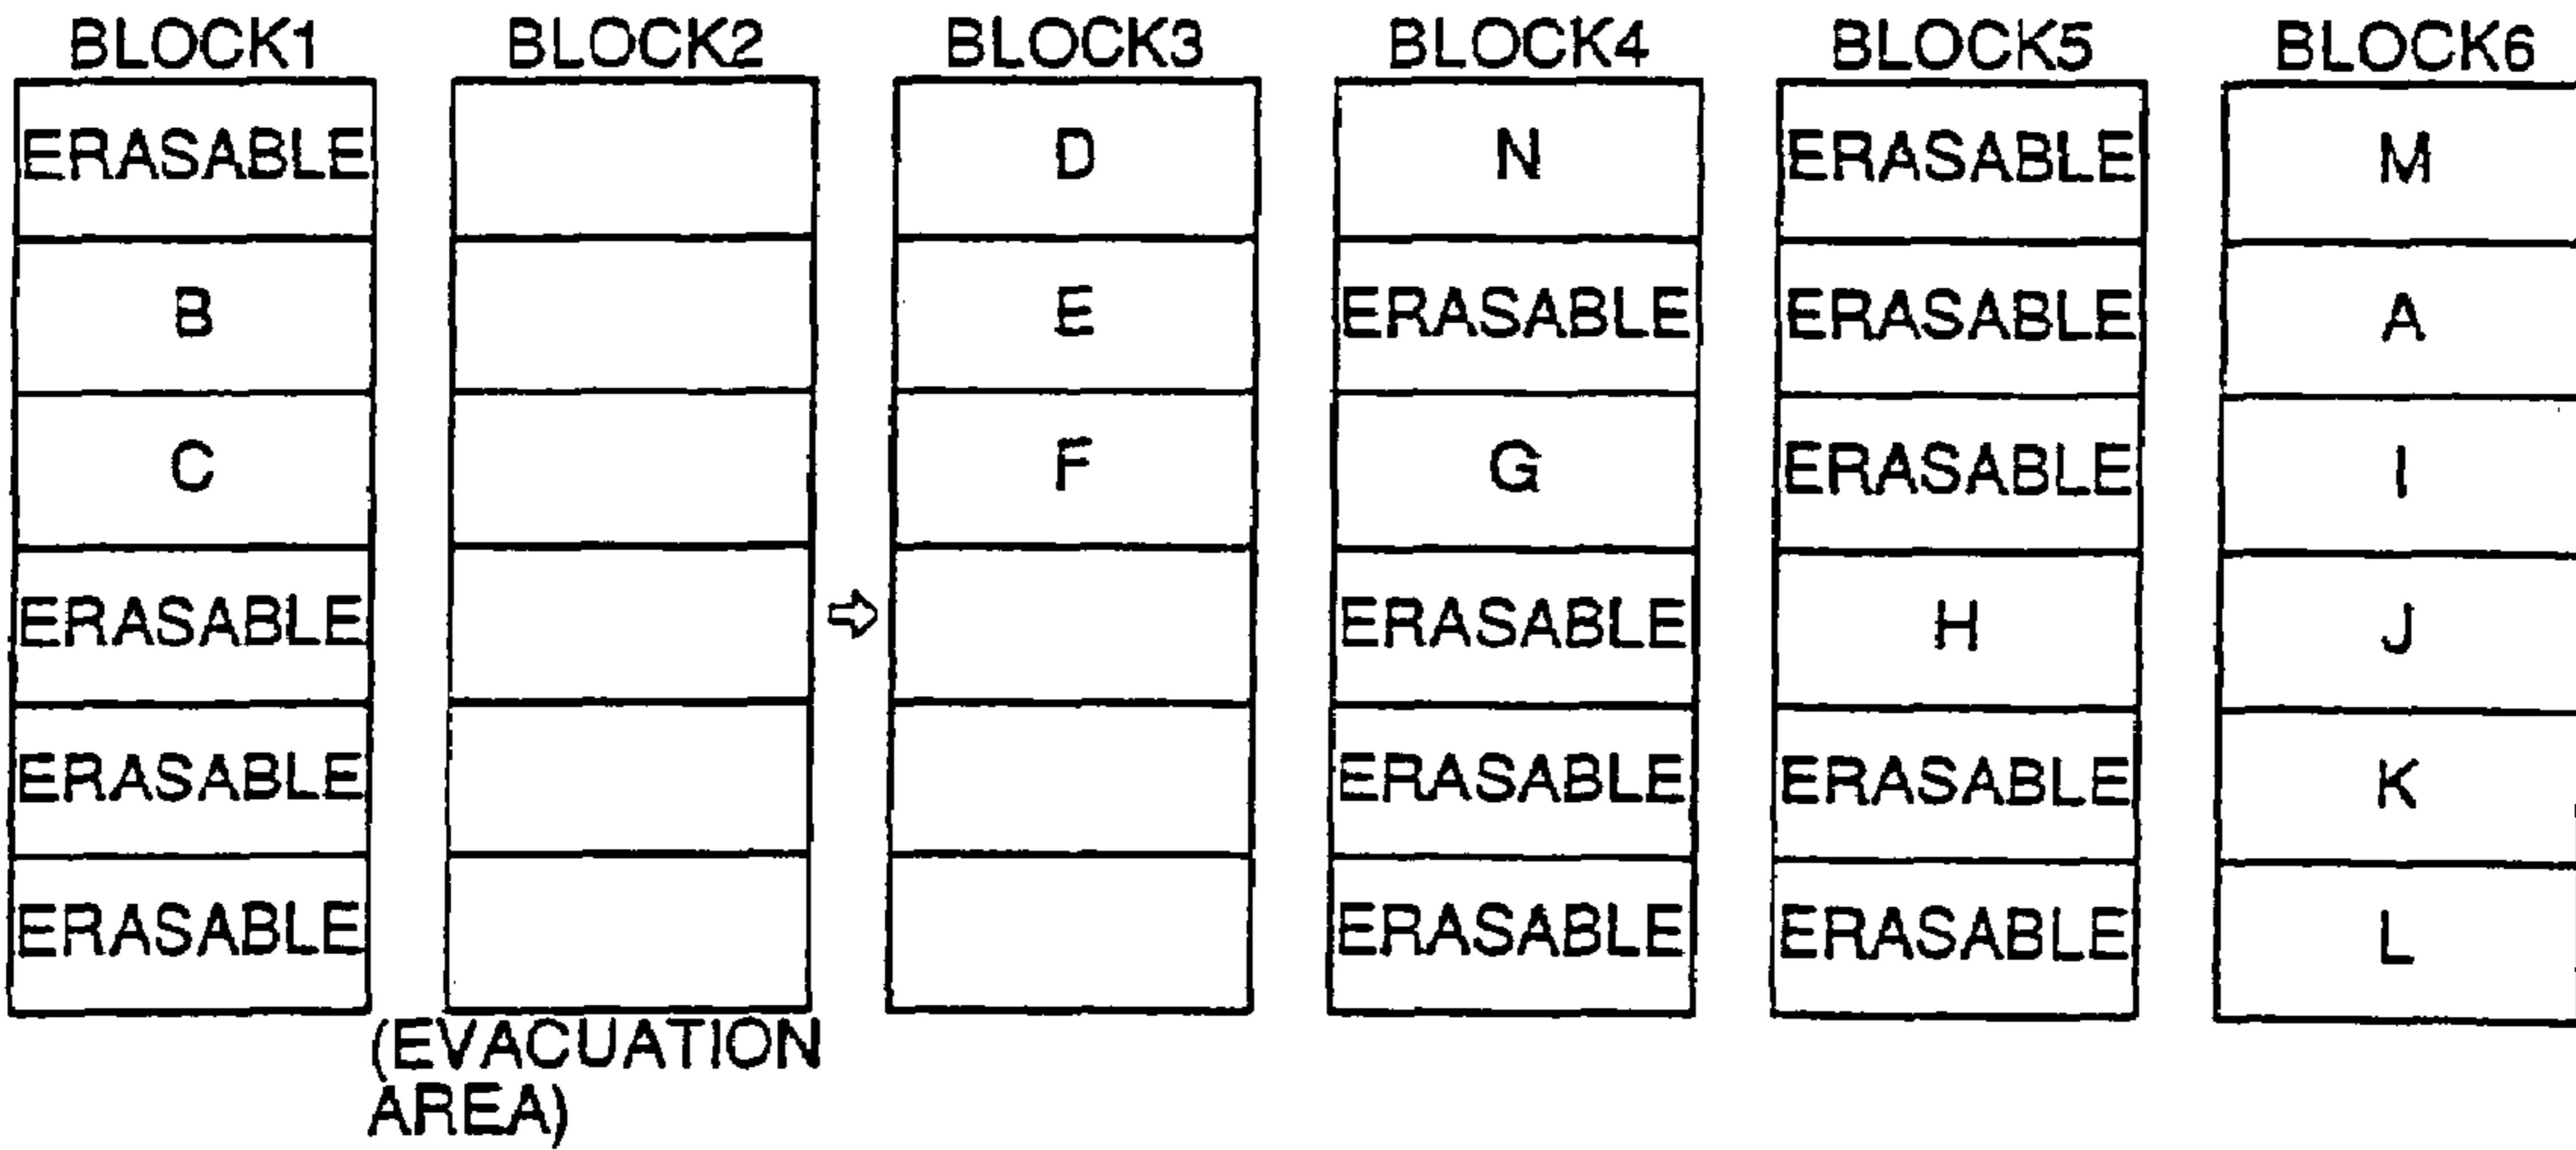 BLOCK1 BLOCK2 BLOCK3 BLOCK4 BLOCK5 BLOCK6
ERASABLE D N ERASABLE M
B E ERASABLE ERASABLE A
C F G ERASABLE I
ERASABLE ERASABLE H J
ERASABLE ERASABLE ERASABLE K
ERASABLE ERASABLE ERASABLE L
(EVACUATION
AREA)